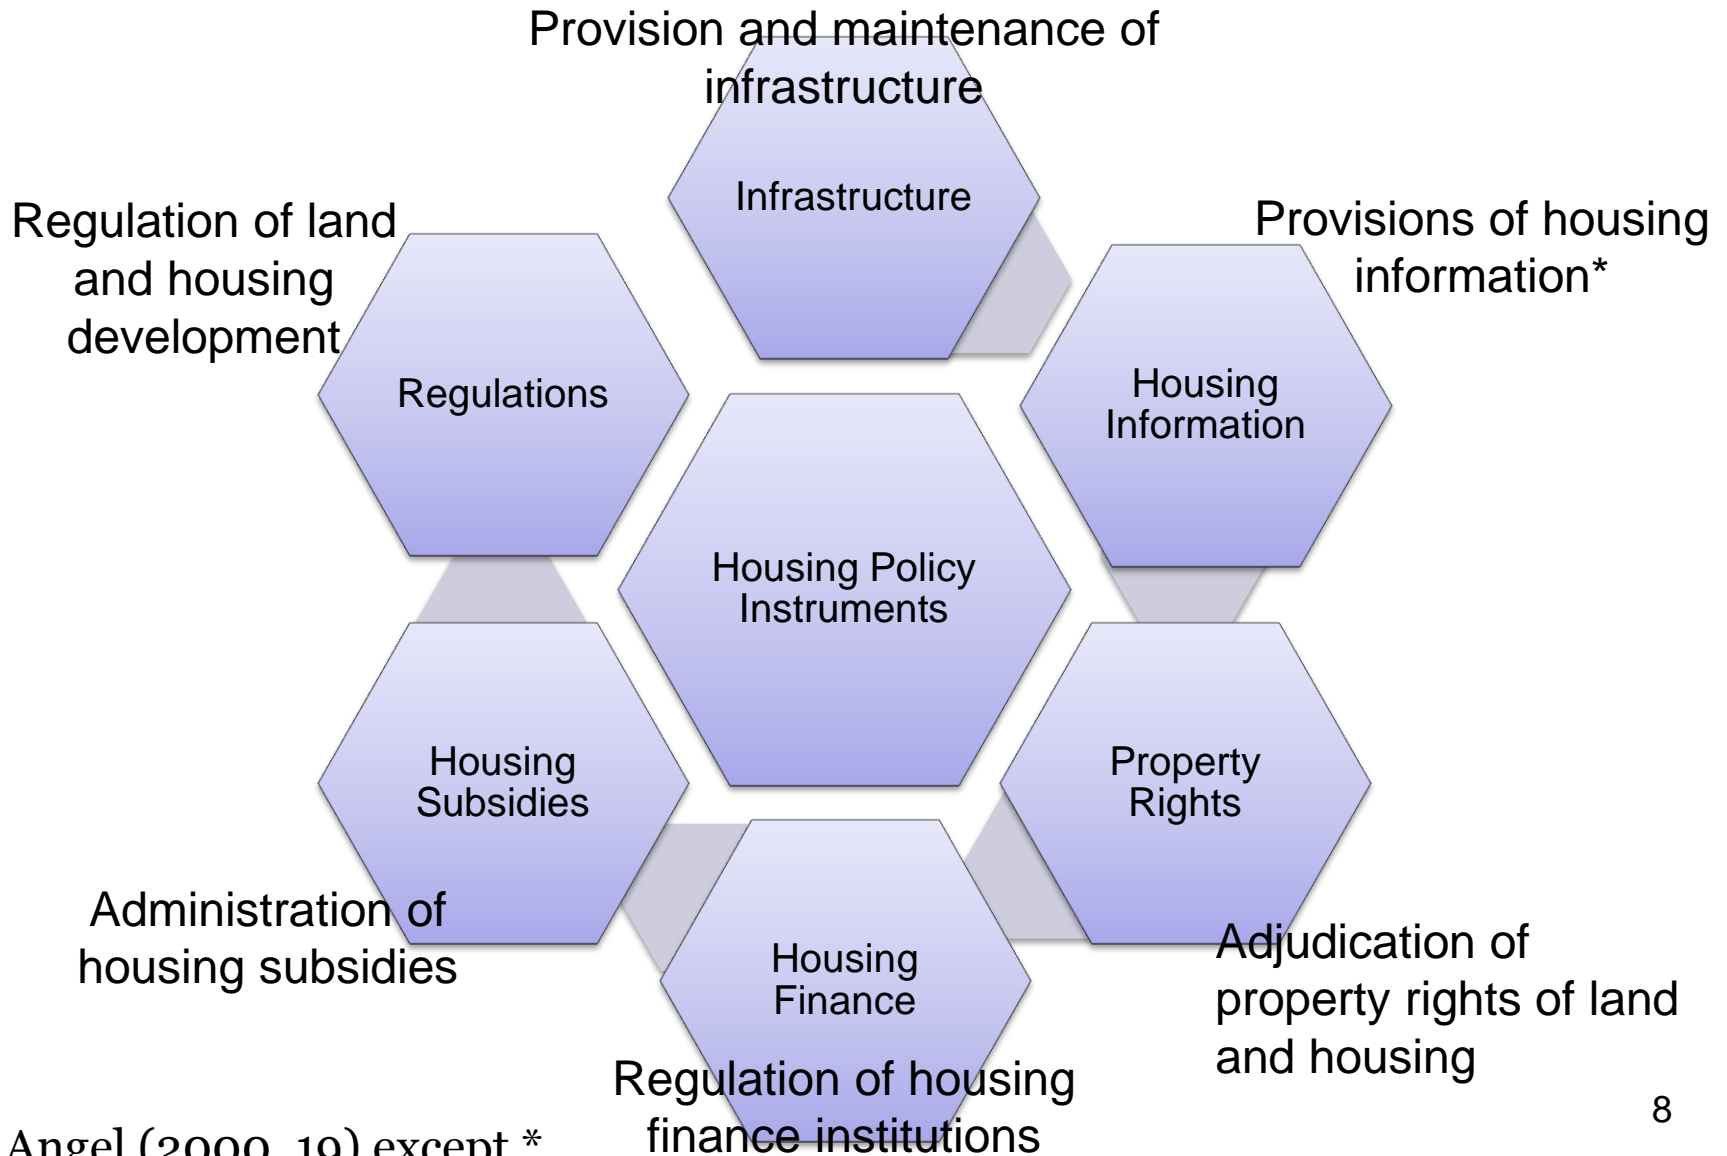 Provision and maintenance of
infrastructure
Infrastructure
Regulation of land
and housing
development
Regulations
Provisions of housing
information*
Housing
Information
Housing Policy
Instruments
Housing
Subsidies
Administration of
housing subsidies
Property
Rights
Adjudication of
property rights of land
and housing
Housing
Finance
Regulation of housing
finance institutions
Angel (2000, 19) except *
8